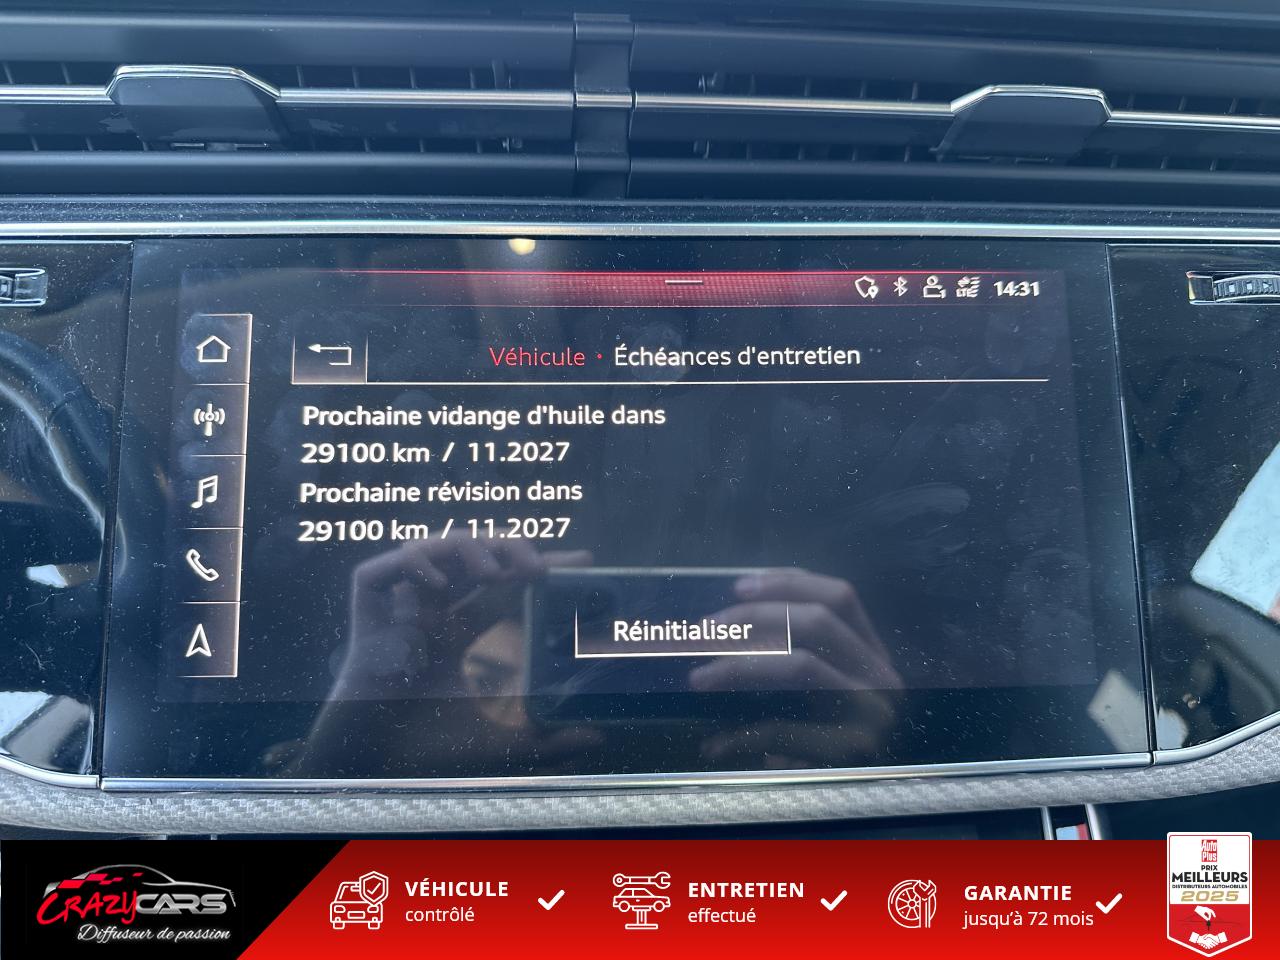 LTE
14:31
Véhicule · Échéances d'entretien
Prochaine vidange d'huile dans
29100 km / 11.2027
Prochaine révision dans
29100 km / 11.2027
Réinitialiser
CRAZYCARS
Diffuseur de passion
VÉHICULE
contrôlé
ENTRETIEN
effectué
GARANTIE
jusqu'à 72 mois
Auto
Plus
PRIX
MEILLEURS
DISTRIBUTEURS AUTOMOBILES
2025